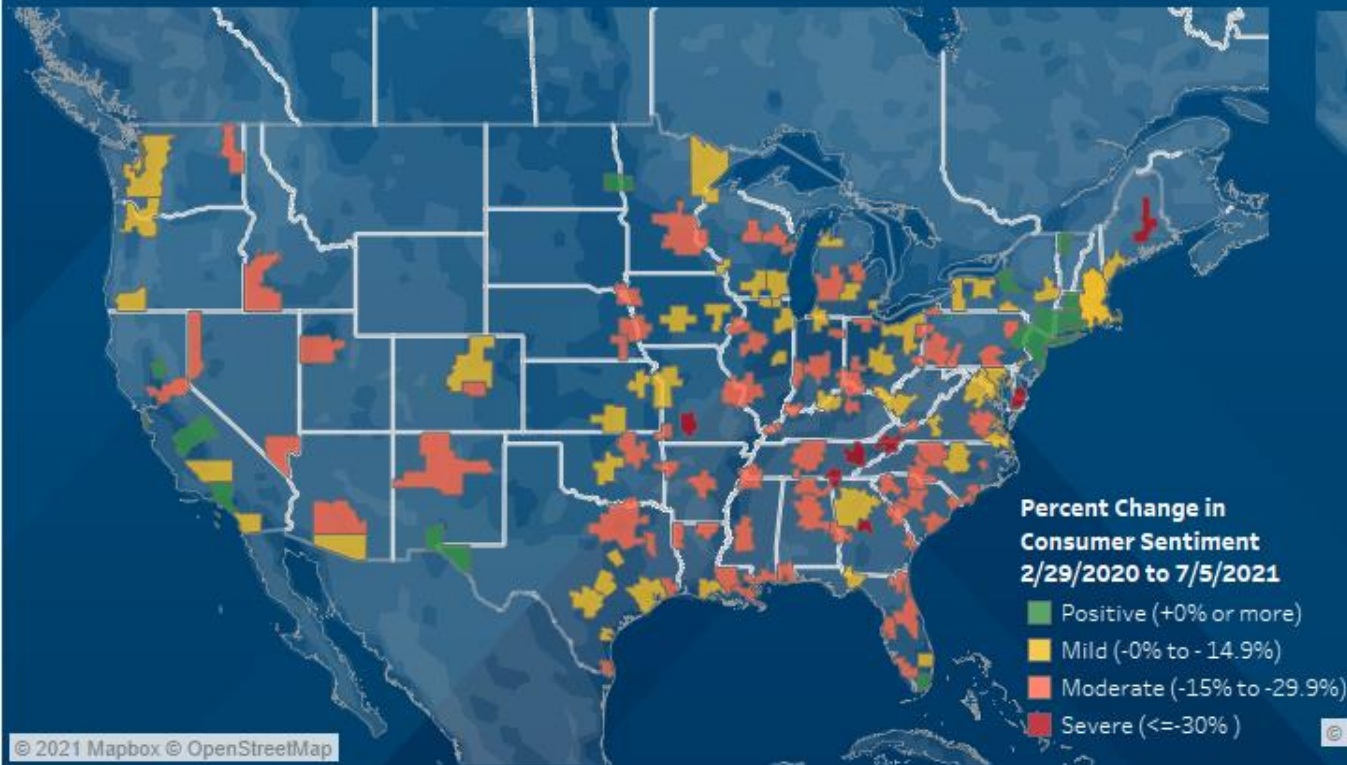 Percent Change in
Consumer Sentiment
2/29/2020 to 7/5/2021
Positive (+0% or more)
Mild (-0% to - 14.9%)
Moderate (-15% to -29.9%)
Severe (<=-30% )
© 2021 Mapbox © OpenStreetMap
©